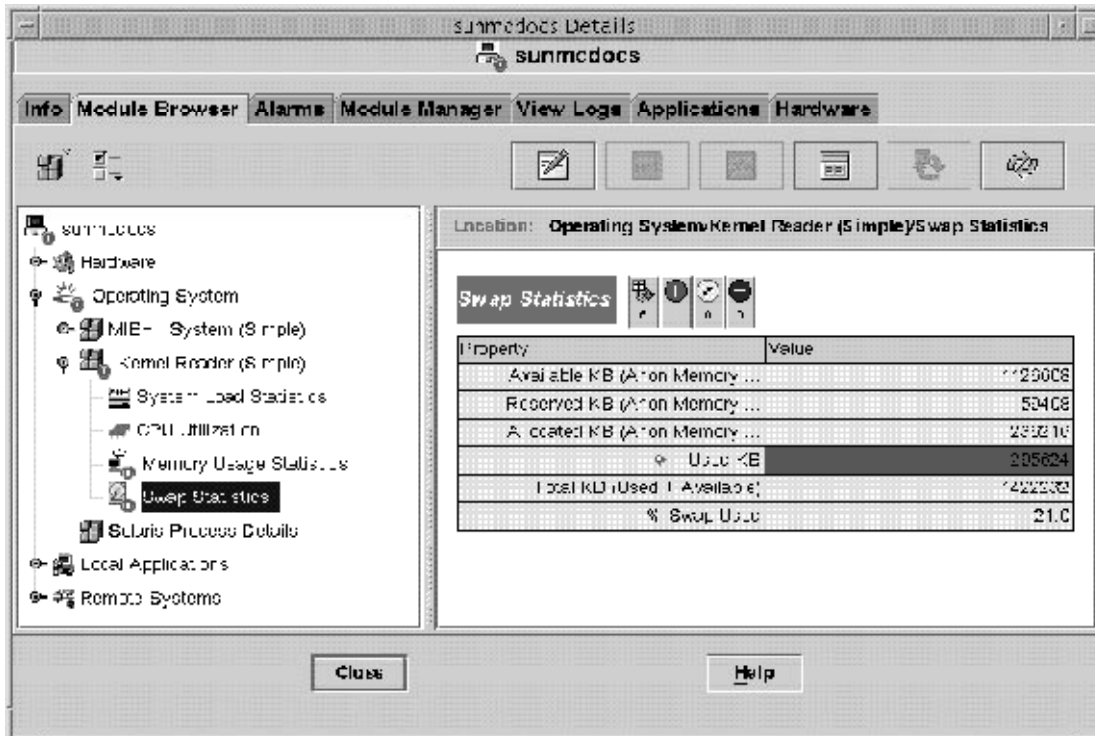 sunmcdocs Details
sunmcdocs
Info Module Browser Alarms Module Manager View Logs Applications Hardware
sunmcdocs
Hardware
Operating System
System (Simple)
Kernel Reader (Simple)
System Load Statistics
CPU Utilization
Memory Usage Statistics
Swap Statistics
Solaris Process Details
Local Applications
Remote Systems
Location: Operating System/Kernel Reader (Simple)/Swap Statistics
Swap Statistics
Property Value
Available KB (Anon Memory ...
Reserved KB (Anon Memory ...
Allocated KB (Anon Memory ...
Used KB
Total KB (Used + Available)
% Swap Used 21.0
Close Help